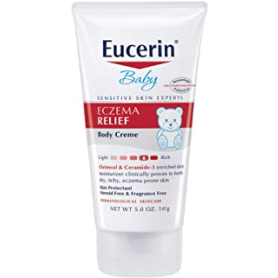 Eucerin
Baby
SENSITIVE SKIN EXPERTS
ECZEMA
RELIEF
Body Creme
Light
Rich
Oatmeal & Ceramide-3 enriched
moisturizer clinically proven to
dry, itchy, eczema-prone skin
Skin Protectant
Steroid Free & Fragrance Free
DERMATOLOGICAL SKINCARE
NET WT 5.0 OZ. 141g